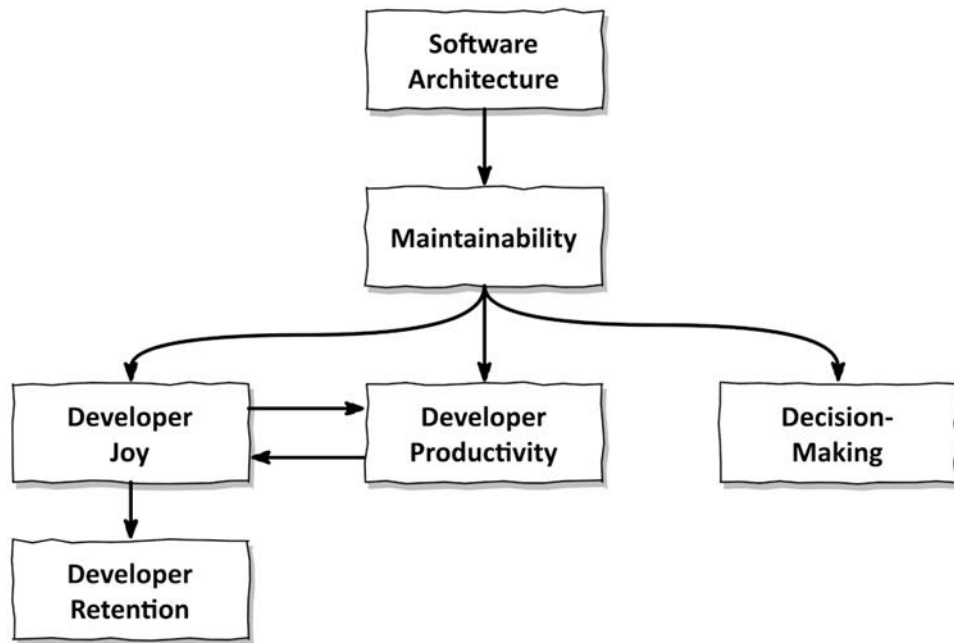 Software
Architecture
Maintainability
Developer
Joy
Developer
Productivity
Decision-
Making
Developer
Retention